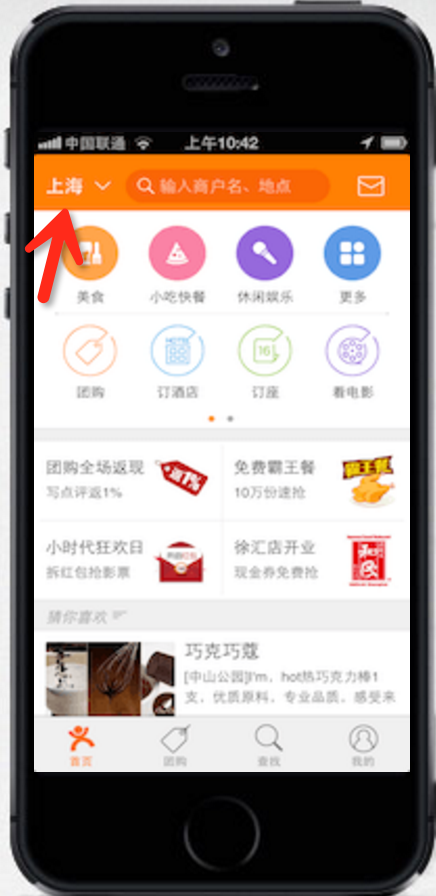 中国联通 上午10:42
上海 输入商户名、地点
美食 小吃快餐 休闲娱乐 更多
16
团购 订酒店 订座 看电影
团购全场返现 返1% 免费霸王餐 霸王餐
写点评返1% 10万份速抢
小时代狂欢日 徐汇店开业
拆红包抢影票 现金券免费抢
猜你喜欢
巧克巧蔻
[中山公园]I'm，hot热巧克力棒1
支，优质原料，专业品质，感受来
首页 团购 查找 我的